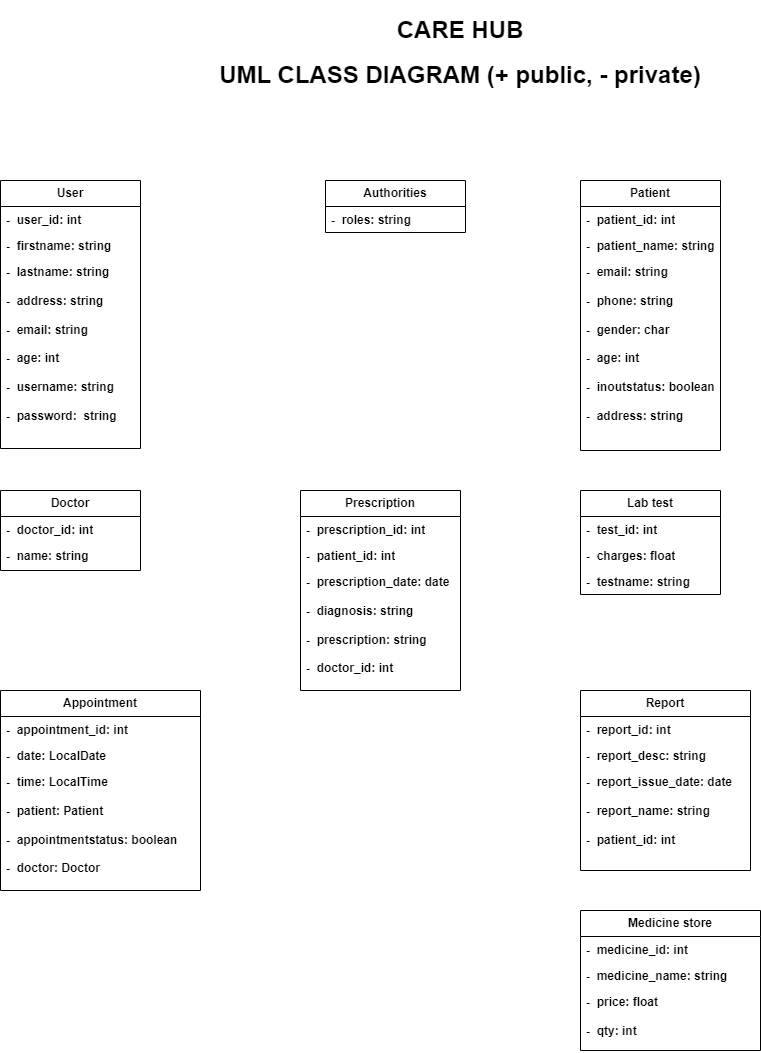 CARE HUB
UML CLASS DIAGRAM (+ public, - private)
User
- user_id: int
- firstname: string
- lastname: string
- address: string
- email: string
- age: int
- username: string
- password:  string
Authorities
- roles: string
Patient
- patient_id: int
- patient_name: string
- email: string
- phone: string
- gender: char
- age: int
- inoutstatus: boolean
- address: string
Doctor
- doctor_id: int
- name: string
Prescription
- prescription_id: int
- patient_id: int
- prescription_date: date
- diagnosis: string
- prescription: string
- doctor_id: int
Lab test
- test_id: int
- charges: float
- testname: string
Appointment
- appointment_id: int
- date: LocalDate
- time: LocalTime
- patient: Patient
- appointmentstatus: boolean
- doctor: Doctor
Report
- report_id: int
- report_desc: string
- report_issue_date: date
- report_name: string
- patient_id: int
Medicine store
- medicine_id: int
- medicine_name: string
- price: float
- qty: int